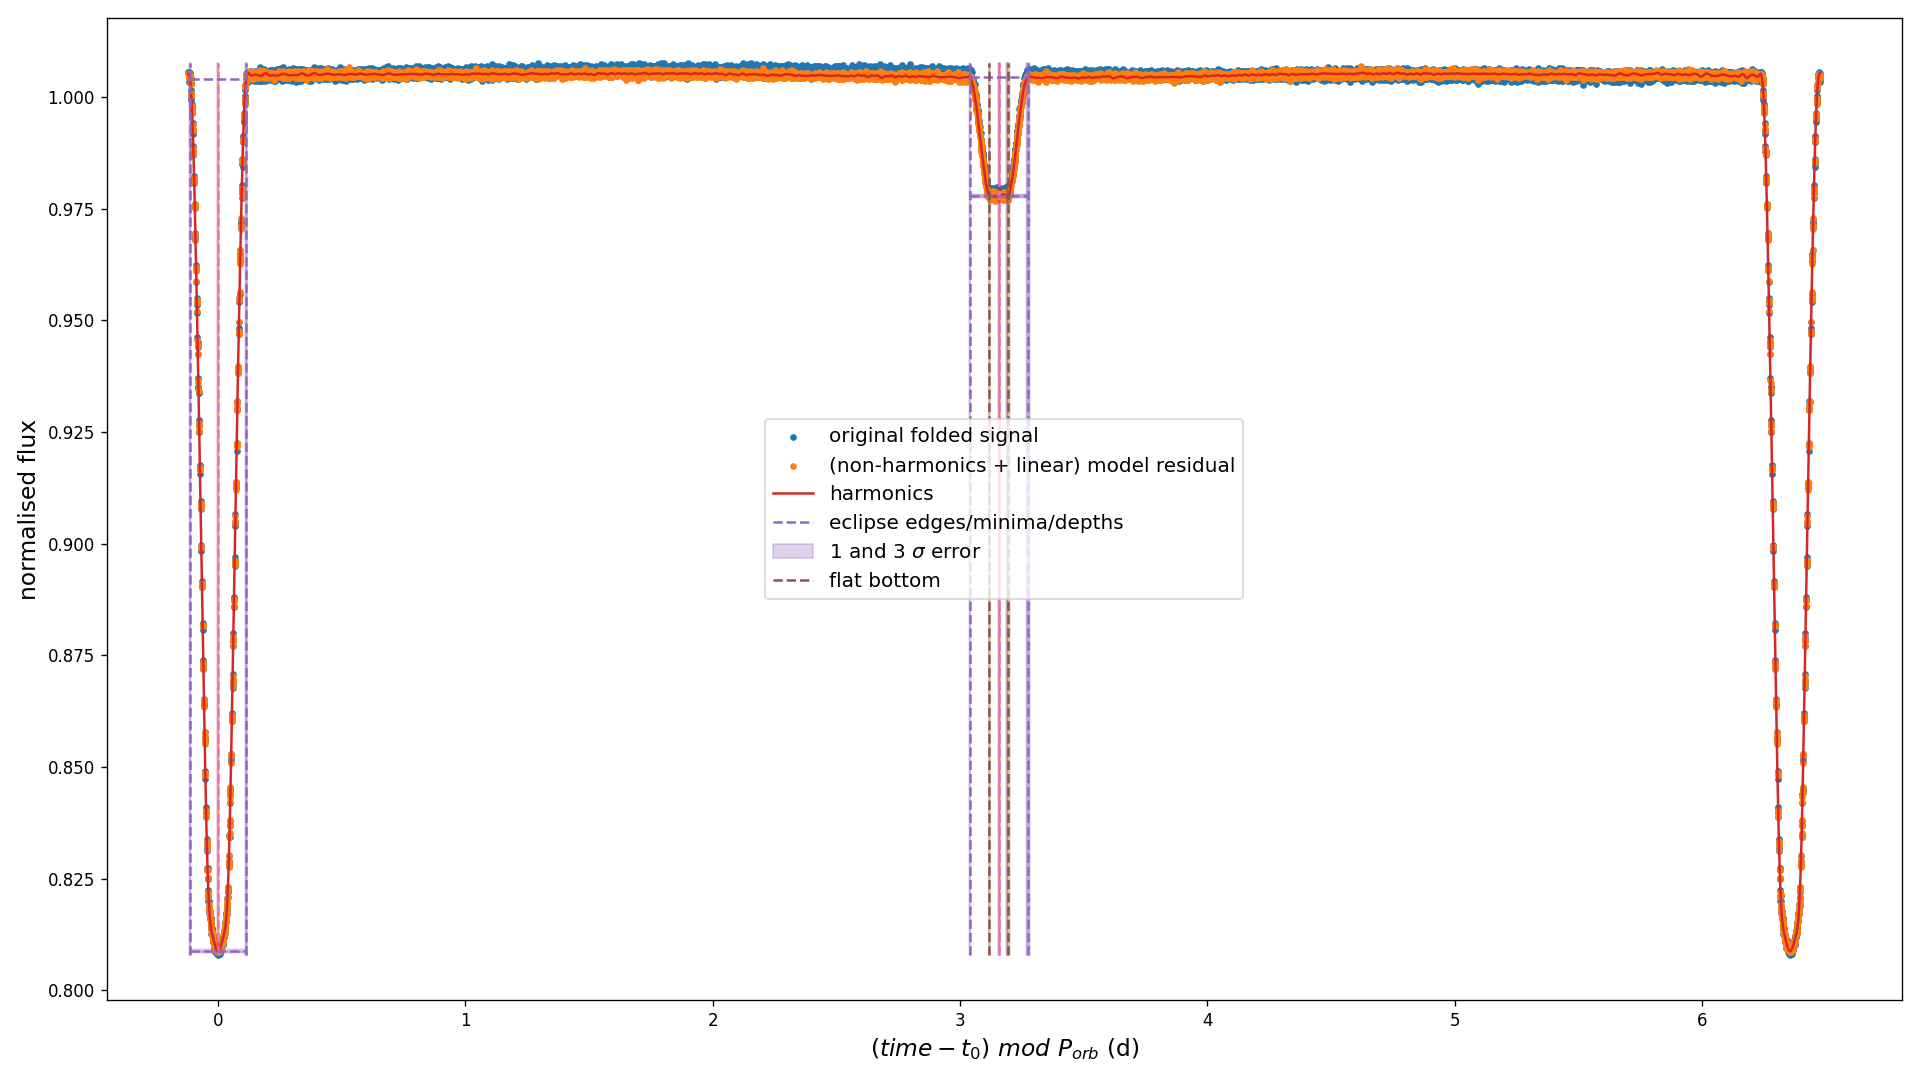 normalised flux
1.000
0.975
0.950
0.925
0.900
0.875
0.850
0.825
0.800
original folded signal
(non-harmonics + linear) model residual
harmonics
eclipse edges/minima/depths
1 and 3 σ error
flat bottom
0 1 2 3 4 5 6
(time − t₀) mod Pₒᵣᵦ (d)